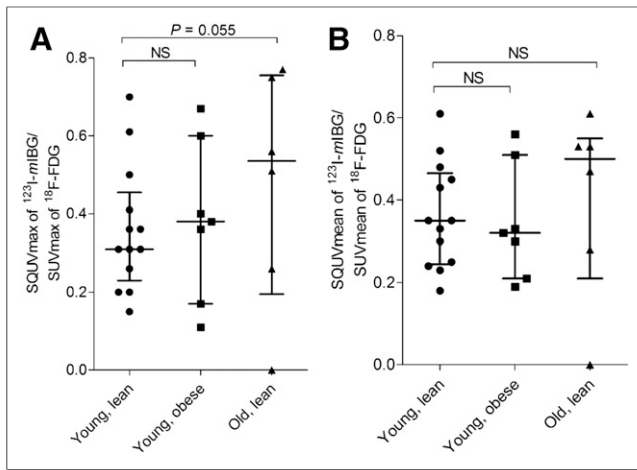 A
P = 0.055
NS
SQUVmax of ¹²³I-mIBG/
SUVmax of ¹⁸F-FDG
0.8
0.6
0.4
0.2
0.0
Young, lean
Young, obese
Old, lean
B
NS
NS
SQUVmean of ¹²³I-mIBG/
SUVmean of ¹⁸F-FDG
0.8
0.6
0.4
0.2
0.0
Young, lean
Young, obese
Old, lean